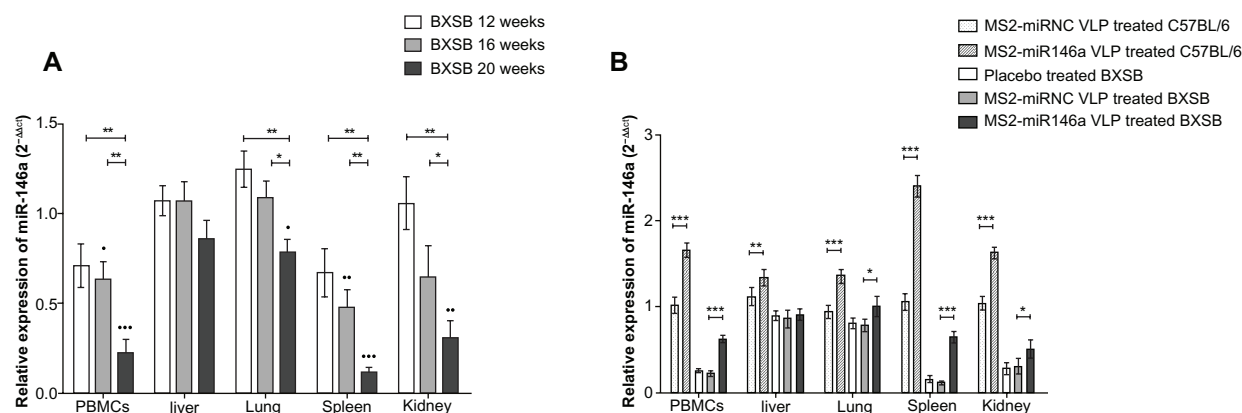 BXSB 12 weeks
BXSB 16 weeks
BXSB 20 weeks
A
Relative expression of miR-146a (2⁻ΔΔct)
1.5
1.0
0.5
0.0
** ** ** **
** * ** *
• • •• •• ••• •••
PBMCs liver Lung Spleen Kidney
MS2-miRNC VLP treated C57BL/6
MS2-miR146a VLP treated C57BL/6
Placebo treated BXSB
MS2-miRNC VLP treated BXSB
MS2-miR146a VLP treated BXSB
B
Relative expression of miR-146a (2⁻ΔΔct)
3
2
1
0
*** ** *** *** ***
*** * *** *
PBMCs liver Lung Spleen Kidney